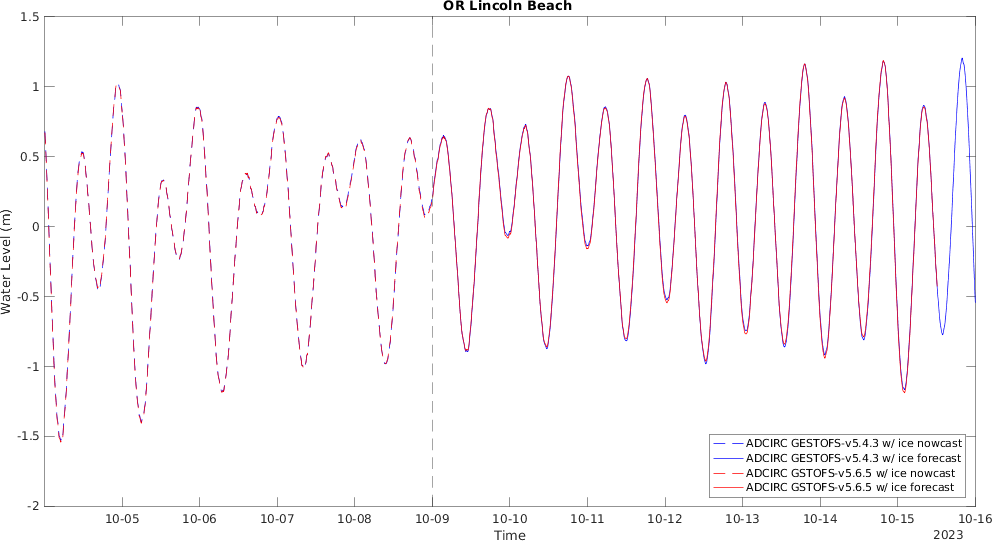 OR Lincoln Beach
1.5
1
0.5
0
-0.5
-1
-1.5
-2
Water Level (m)
10-05 10-06 10-07 10-08 10-09 10-10 10-11 10-12 10-13 10-14 10-15 10-16
Time
2023
ADCIRC GESTOFS-v5.4.3 w/ ice nowcast
ADCIRC GESTOFS-v5.4.3 w/ ice forecast
ADCIRC GSTOFS-v5.6.5 w/ ice nowcast
ADCIRC GSTOFS-v5.6.5 w/ ice forecast